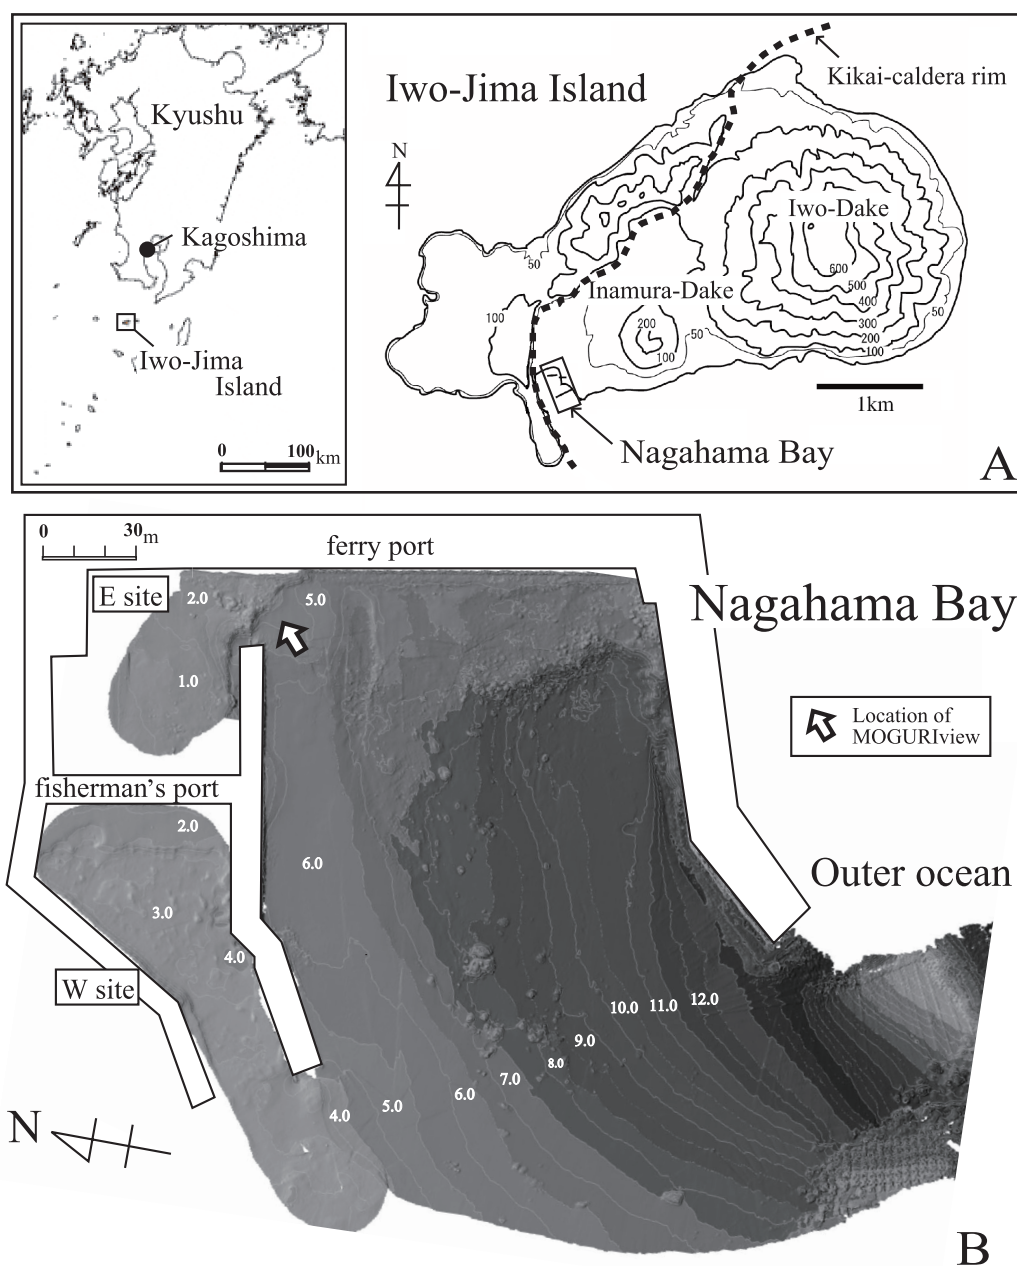 Kyushu
Kagoshima
Iwo-Jima
Island
0 100 km
Iwo-Jima Island
N
Kikai-caldera rim
Iwo-Dake
600
500
400
300
200
100
50
50
Inamura-Dake
200
100
50
100
1km
Nagahama Bay
A
0 30 m
ferry port
E site
2.0
5.0
Nagahama Bay
1.0
Location of
MOGURIview
fisherman's port
2.0
6.0
Outer ocean
3.0
4.0
W site
10.0 11.0 12.0
9.0
8.0
7.0
6.0
5.0
4.0
N
B